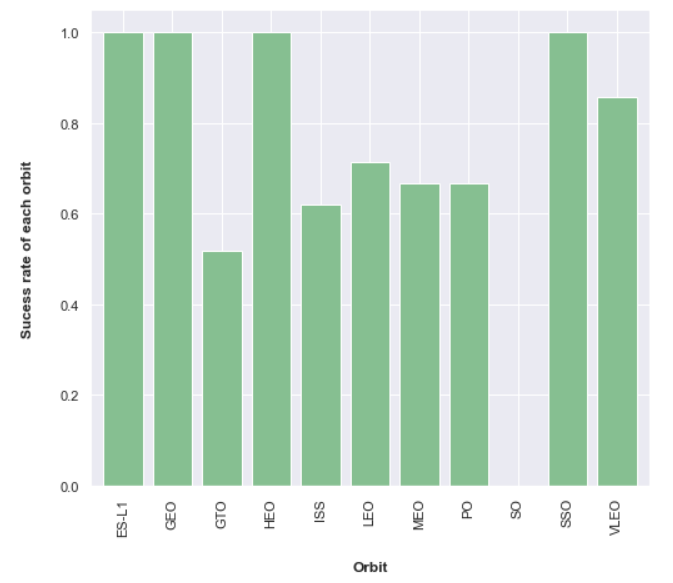 1.0
0.8
0.6
0.4
0.2
0.0
Sucess rate of each orbit
ES-L1
GEO
GTO
HEO
ISS
LEO
MEO
PO
SO
SSO
VLEO
Orbit